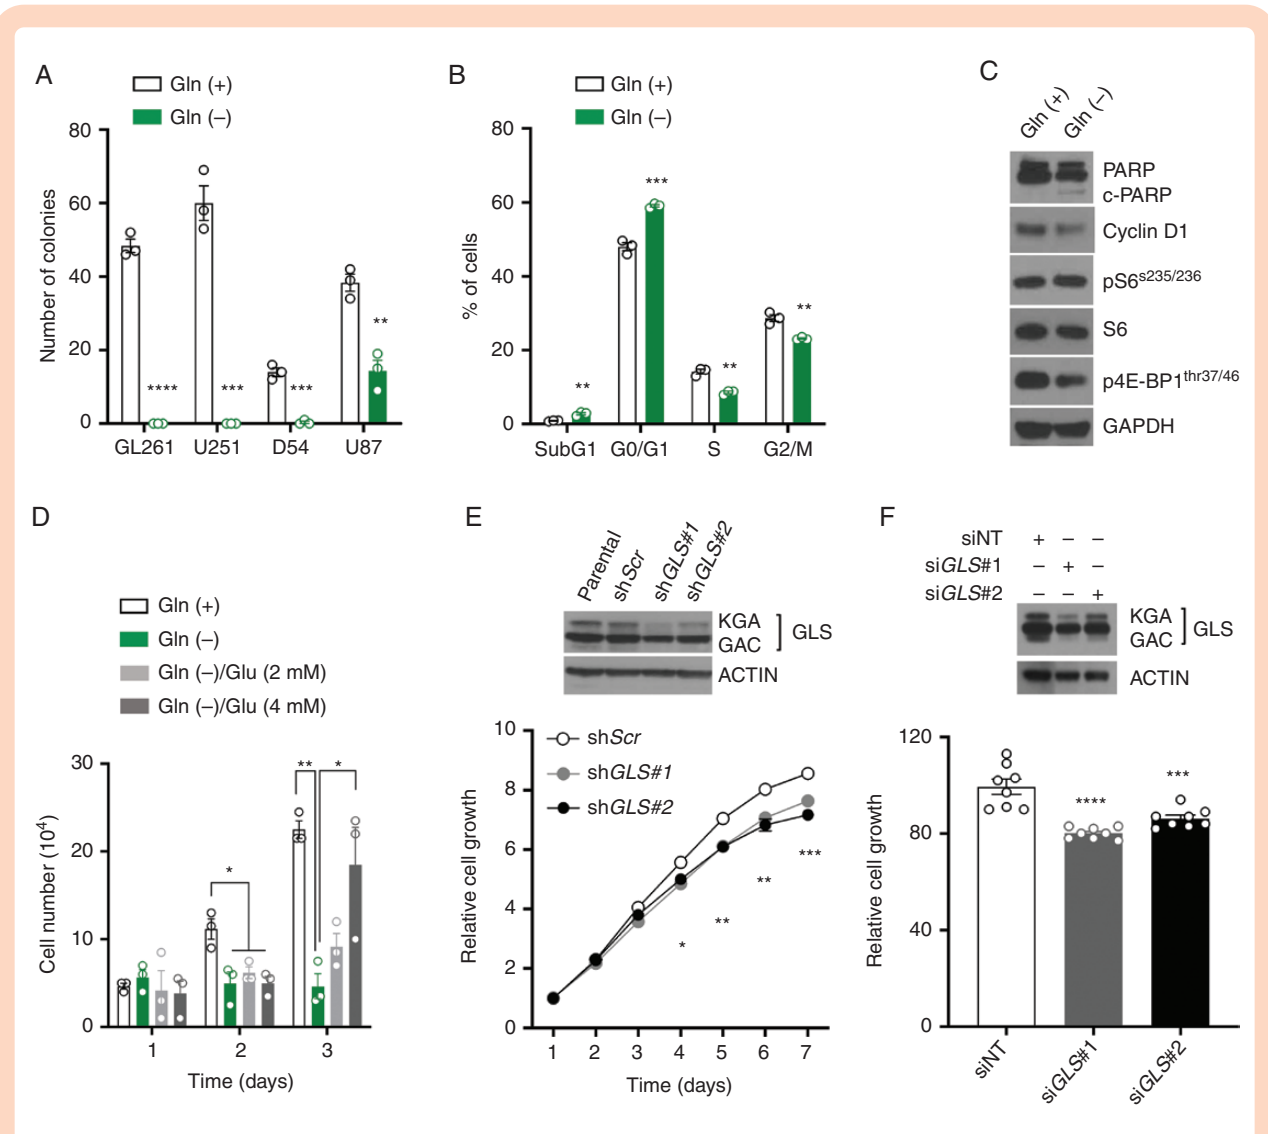 A
Gln (+)
Gln (–)
Number of colonies
80
60
40
20
0
****
***
***
**
GL261 U251 D54 U87
B
Gln (+)
Gln (–)
% of cells
80
60
40
20
0
**
***
**
**
SubG1 G0/G1 S G2/M
C
Gln (+) Gln (–)
PARP
c-PARP
Cyclin D1
pS6s235/236
S6
p4E-BP1thr37/46
GAPDH
D
Gln (+)
Gln (–)
Gln (–)/Glu (2 mM)
Gln (–)/Glu (4 mM)
Cell number (10⁴)
30
20
10
0
*
** *
1 2 3
Time (days)
E
Parental shScr shGLS#1 shGLS#2
KGA
GAC
GLS
ACTIN
shScr
shGLS#1
shGLS#2
Relative cell growth
10
8
6
4
2
0
*
**
**
***
1 2 3 4 5 6 7
Time (days)
F
siNT + – –
siGLS#1 – + –
siGLS#2 – – +
KGA
GAC
GLS
ACTIN
Relative cell growth
120
80
40
0
****
***
siNT siGLS#1 siGLS#2